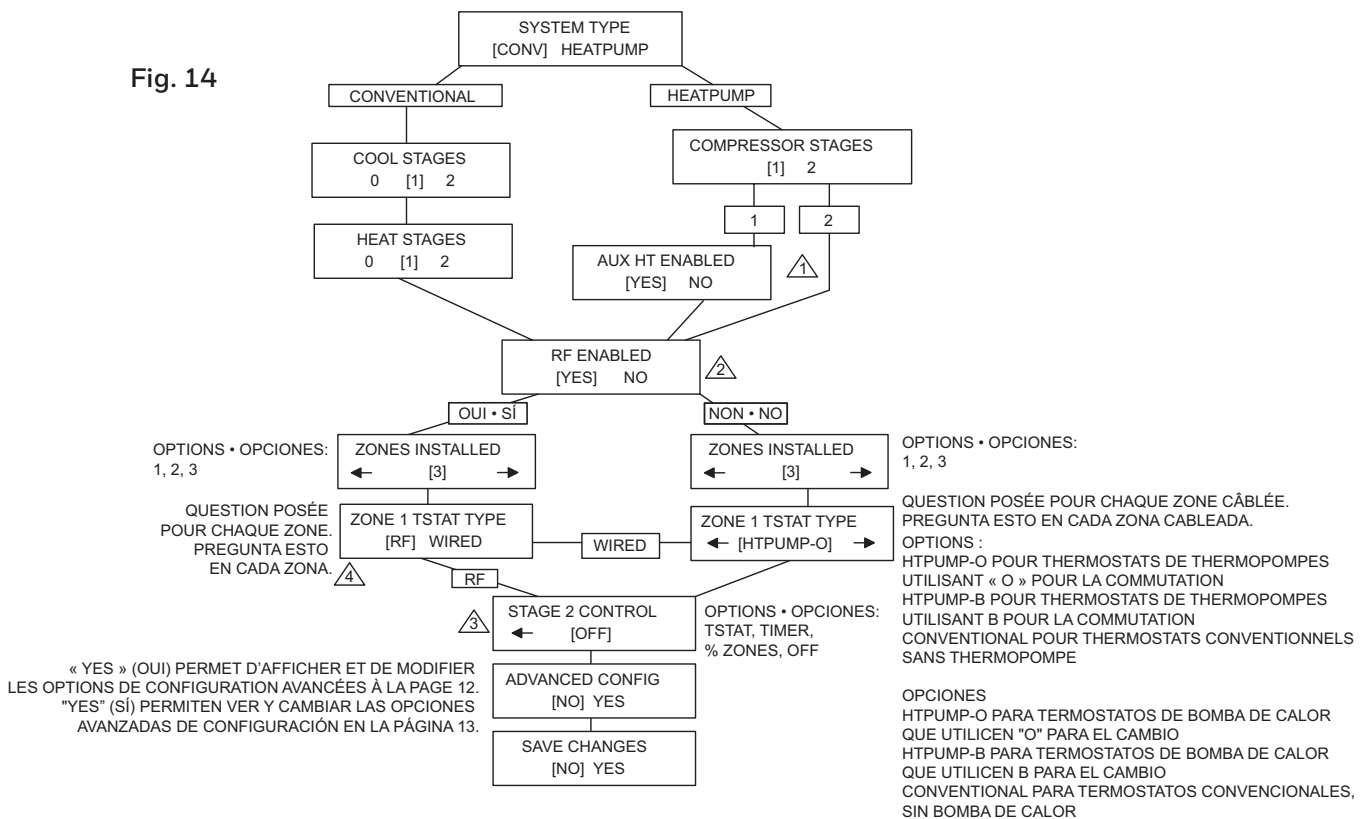 Fig. 14
SYSTEM TYPE
[CONV] HEATPUMP
CONVENTIONAL
HEATPUMP
COOL STAGES
0 [1] 2
COMPRESSOR STAGES
[1] 2
1
2
HEAT STAGES
0 [1] 2
AUX HT ENABLED
[YES] NO
1
RF ENABLED
[YES] NO
2
OUI • SÍ
NON • NO
OPTIONS • OPCIONES:
1, 2, 3
ZONES INSTALLED
[3]
ZONES INSTALLED
[3]
OPTIONS • OPCIONES:
1, 2, 3
QUESTION POSÉE
POUR CHAQUE ZONE.
PREGUNTA ESTO
EN CADA ZONA.
4
ZONE 1 TSTAT TYPE
[RF] WIRED
WIRED
ZONE 1 TSTAT TYPE
[HTPUMP-O]
QUESTION POSÉE POUR CHAQUE ZONE CÂBLÉE.
PREGUNTA ESTO EN CADA ZONA CABLEADA.
OPTIONS :
HTPUMP-O POUR THERMOSTATS DE THERMOPOMPES
UTILISANT « O » POUR LA COMMUTATION
HTPUMP-B POUR THERMOSTATS DE THERMOPOMPES
UTILISANT B POUR LA COMMUTATION
CONVENTIONAL POUR THERMOSTATS CONVENTIONNELS
SANS THERMOPOMPE
OPCIONES
HTPUMP-O PARA TERMOSTATOS DE BOMBA DE CALOR
QUE UTILICEN "O" PARA EL CAMBIO
HTPUMP-B PARA TERMOSTATOS DE BOMBA DE CALOR
QUE UTILICEN B PARA EL CAMBIO
CONVENTIONAL PARA TERMOSTATOS CONVENCIONALES,
SIN BOMBA DE CALOR
RF
3
STAGE 2 CONTROL
[OFF]
OPTIONS • OPCIONES:
TSTAT, TIMER,
% ZONES, OFF
« YES » (OUI) PERMET D'AFFICHER ET DE MODIFIER
LES OPTIONS DE CONFIGURATION AVANCÉES À LA PAGE 12.
"YES" (SÍ) PERMITEN VER Y CAMBIAR LAS OPCIONES
AVANZADAS DE CONFIGURACIÓN EN LA PÁGINA 13.
ADVANCED CONFIG
[NO] YES
SAVE CHANGES
[NO] YES